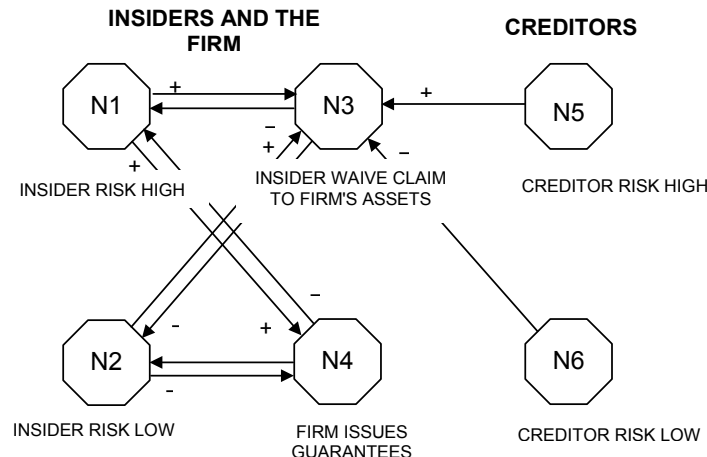 INSIDERS AND THE
FIRM
CREDITORS
N1
+
–
+
N3
+
N5
+
–
INSIDER RISK HIGH
INSIDER WAIVE CLAIM
TO FIRM'S ASSETS
CREDITOR RISK HIGH
–
N2
-
+
N4
-
N6
INSIDER RISK LOW
FIRM ISSUES
GUARANTEES
CREDITOR RISK LOW